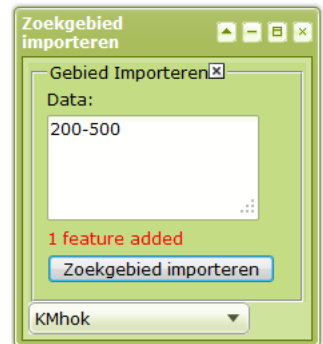 Zoekgebied
importeren
Gebied Importeren
Data:
200-500
1 feature added
Zoekgebied importeren
KMhok